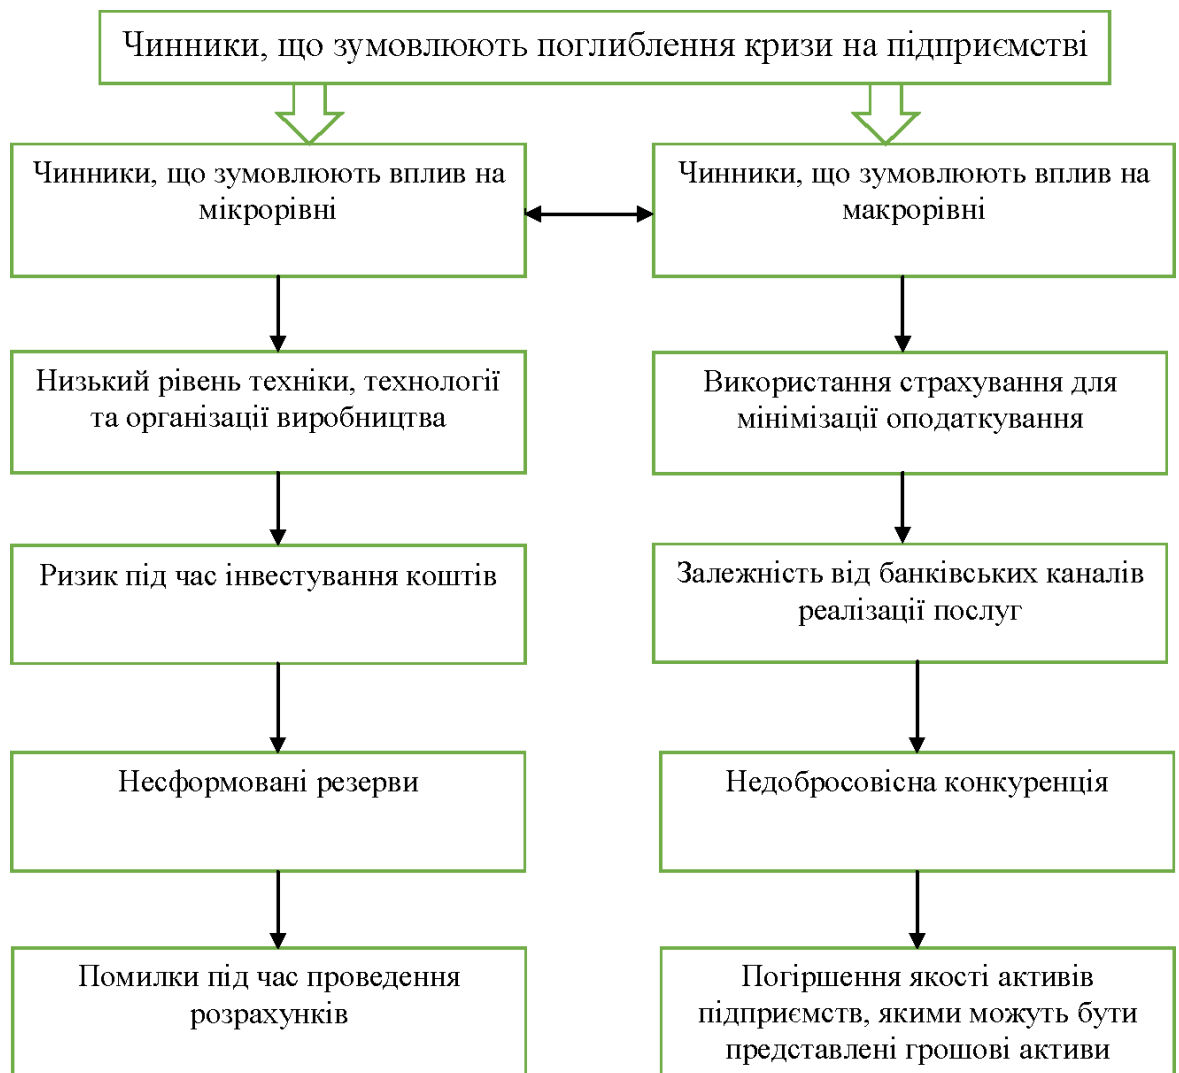 Чинники, що зумовлюють поглиблення кризи на підприємстві
Чинники, що зумовлюють вплив на
мікрорівні
Чинники, що зумовлюють вплив на
макрорівні
Низький рівень техніки, технології
та організації виробництва
Використання страхування для
мінімізації оподаткування
Ризик під час інвестування коштів
Залежність від банківських каналів
реалізації послуг
Несформовані резерви
Недобросовісна конкуренція
Помилки під час проведення
розрахунків
Погіршення якості активів
підприємств, якими можуть бути
представлені грошові активи